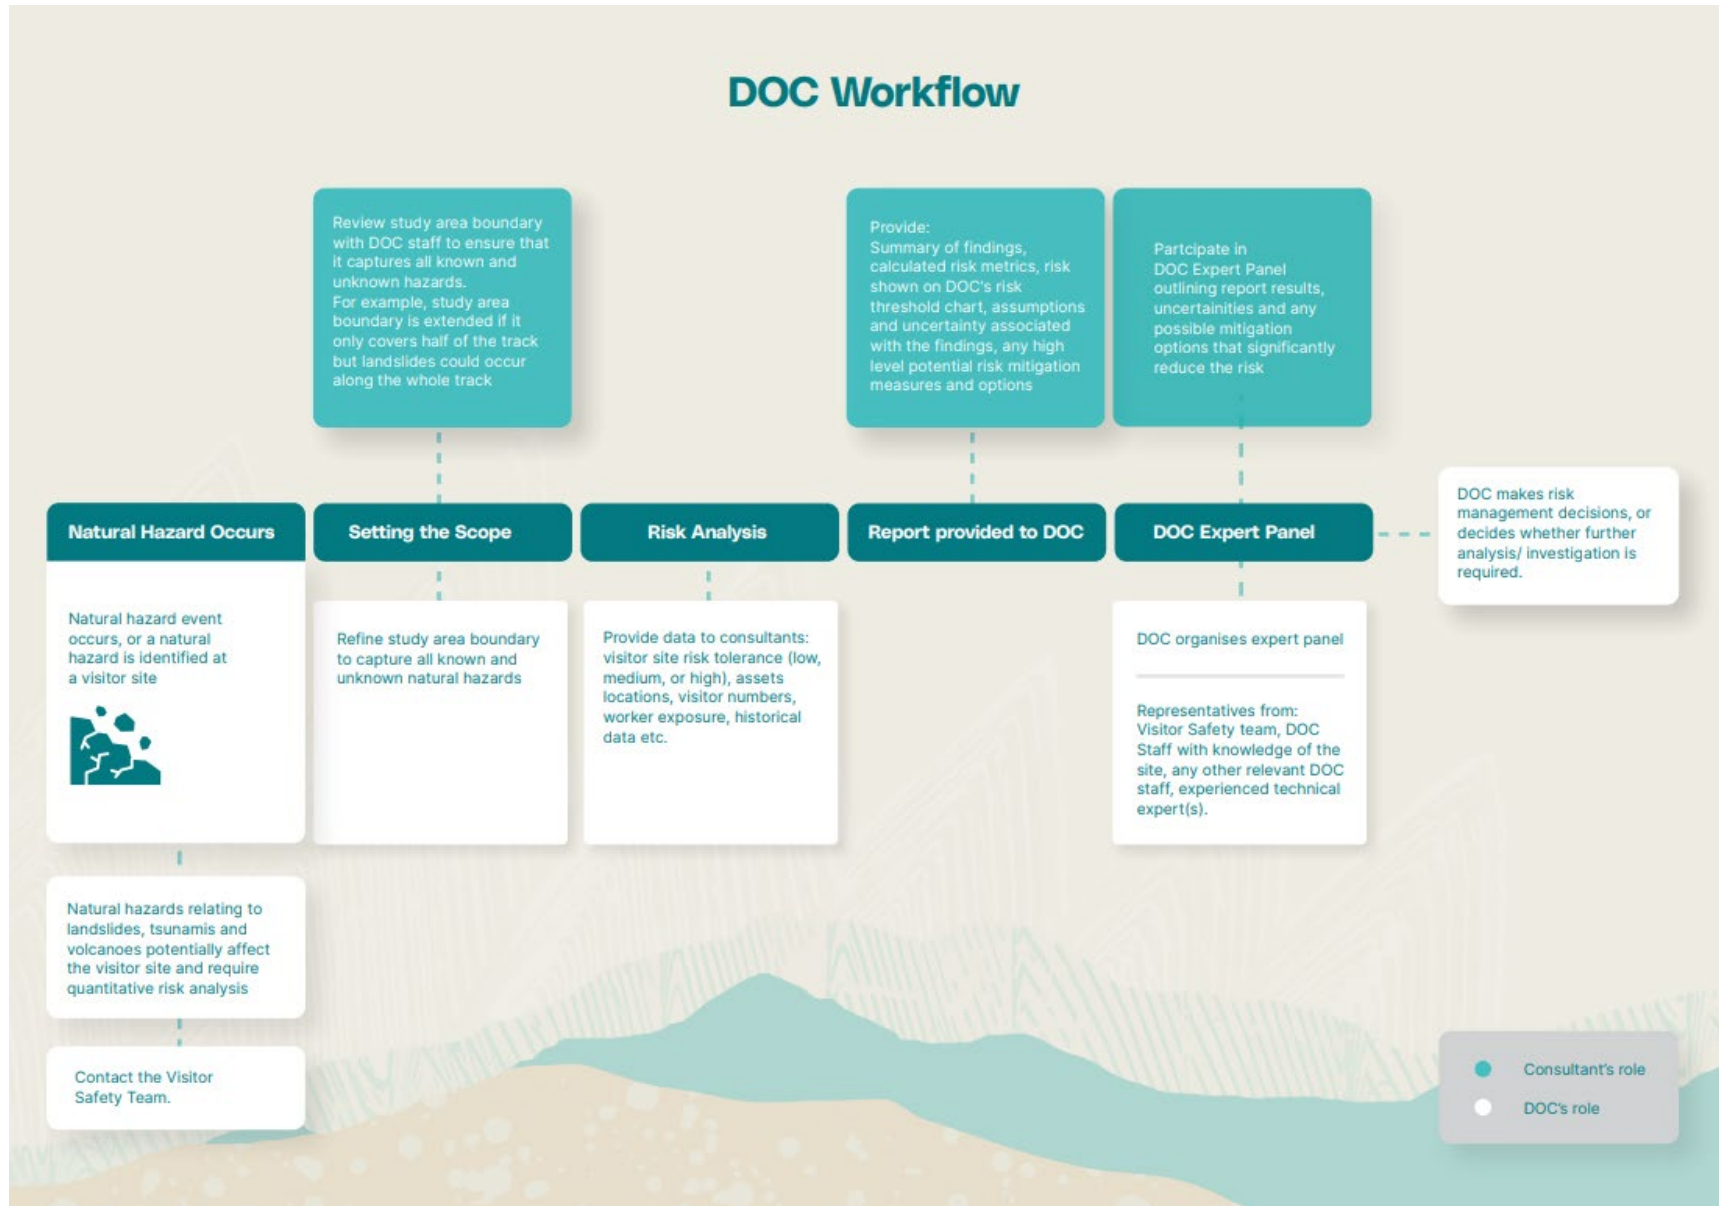 DOC Workflow
Review study area boundary
with DOC staff to ensure that
it captures all known and
unknown hazards.
For example, study area
boundary is extended if it
only covers half of the track
but landslides could occur
along the whole track
Provide:
Summary of findings,
calculated risk metrics, risk
shown on DOC's risk
threshold chart, assumptions
and uncertainty associated
with the findings, any high
level potential risk mitigation
measures and options
Partcipate in
DOC Expert Panel
outlining report results,
uncertainities and any
possible mitigation
options that significantly
reduce the risk
Natural Hazard Occurs
Setting the Scope
Risk Analysis
Report provided to DOC
DOC Expert Panel
DOC makes risk
management decisions, or
decides whether further
analysis/ investigation is
required.
Natural hazard event
occurs, or a natural
hazard is identified at
a visitor site
Refine study area boundary
to capture all known and
unknown natural hazards
Provide data to consultants:
visitor site risk tolerance (low,
medium, or high), assets
locations, visitor numbers,
worker exposure, historical
data etc.
DOC organises expert panel
Representatives from:
Visitor Safety team, DOC
Staff with knowledge of the
site, any other relevant DOC
staff, experienced technical
expert(s).
Natural hazards relating to
landslides, tsunamis and
volcanoes potentially affect
the visitor site and require
quantitative risk analysis
Contact the Visitor
Safety Team.
Consultant's role
DOC's role